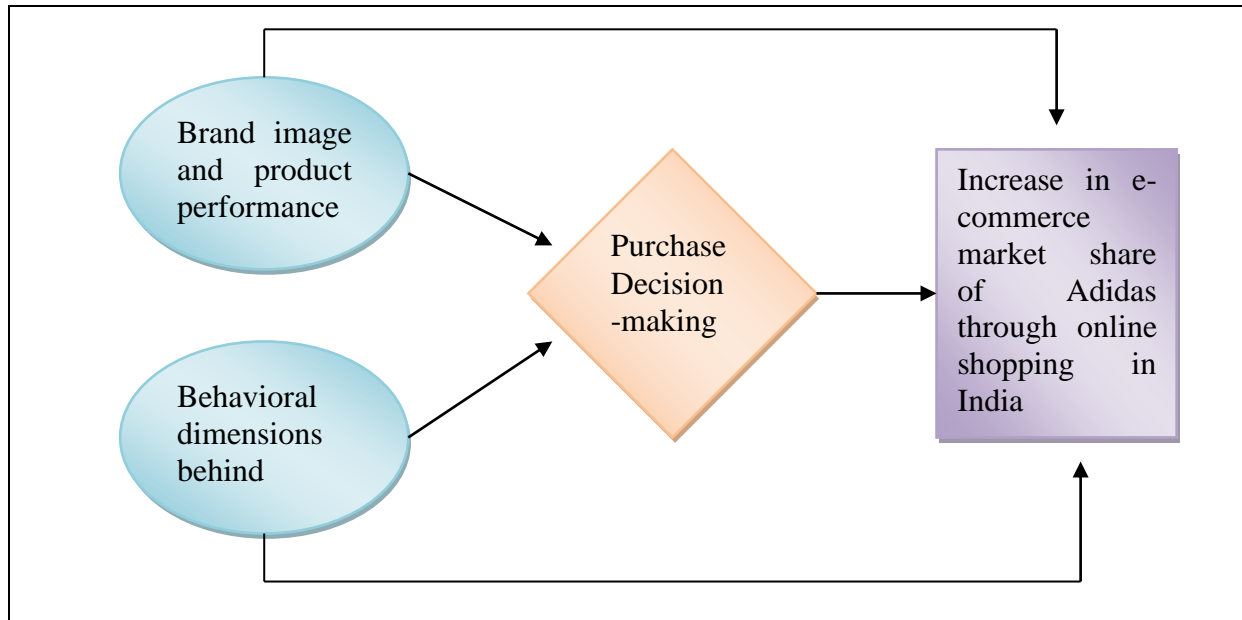 Brand image
and product
performance
Purchase
Decision
-making
Increase in e-
commerce
market share
of Adidas
through online
shopping in
India
Behavioral
dimensions
behind